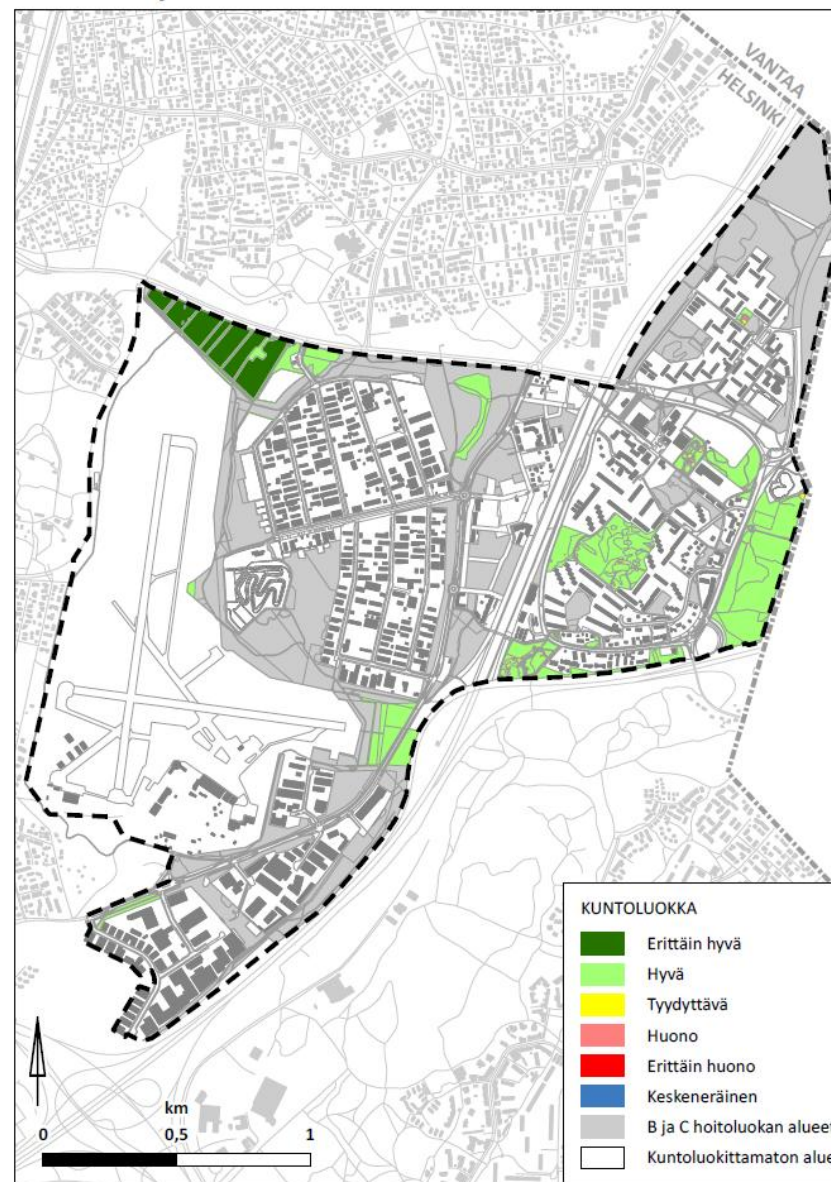 VANTAA
HELSINKI
km
0 0,5 1
KUNTOLUOKKA
Erittäin hyvä
Hyvä
Tyydyttävä
Huono
Erittäin huono
Keskeneräinen
B ja C hoitoluokan alueet
Kuntoluokittamaton alue